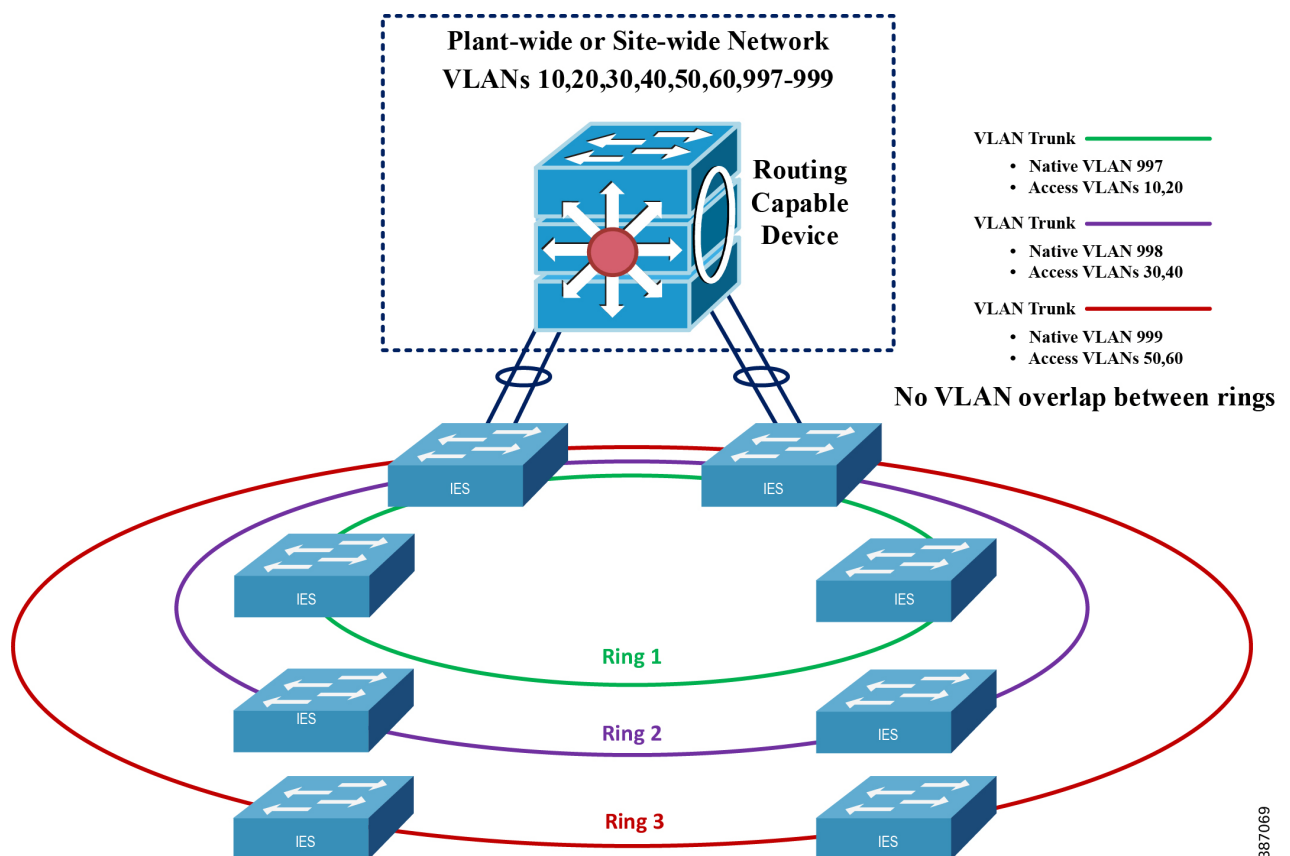 Plant-wide or Site-wide Network
VLANs 10,20,30,40,50,60,997-999
Routing
Capable
Device
VLAN Trunk
• Native VLAN 997
• Access VLANs 10,20
VLAN Trunk
• Native VLAN 998
• Access VLANs 30,40
VLAN Trunk
• Native VLAN 999
• Access VLANs 50,60
No VLAN overlap between rings
IES
IES
IES
IES
Ring 1
IES
IES
Ring 2
IES
IES
Ring 3
387069